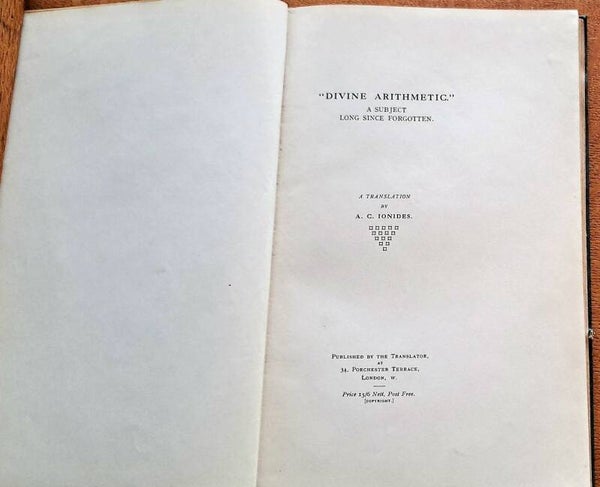 "DIVINE ARITHMETIC."
A SUBJECT
LONG SINCE FORGOTTEN.
A TRANSLATION
BY
A. C. IONIDES.
PUBLISHED BY THE TRANSLATOR,
AT
34, PORCHESTER TERRACE,
LONDON, W.
Price 15/6 Nett, Post Free.
[COPYRIGHT.]